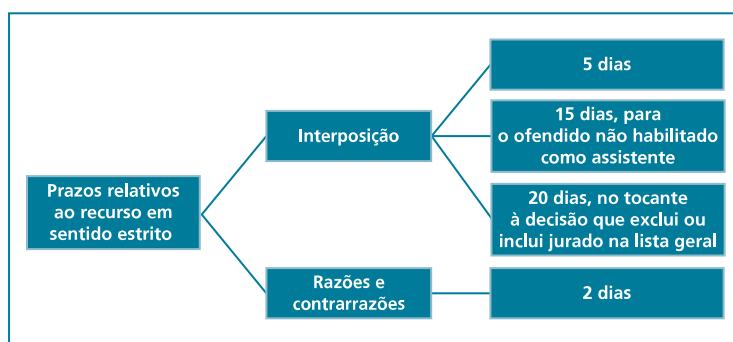 Prazos relativos
ao recurso em
sentido estrito
Interposição
5 dias
15 dias, para
o ofendido não habilitado
como assistente
20 dias, no tocante
à decisão que exclui ou
inclui jurado na lista geral
Razões e
contrarrazões
2 dias